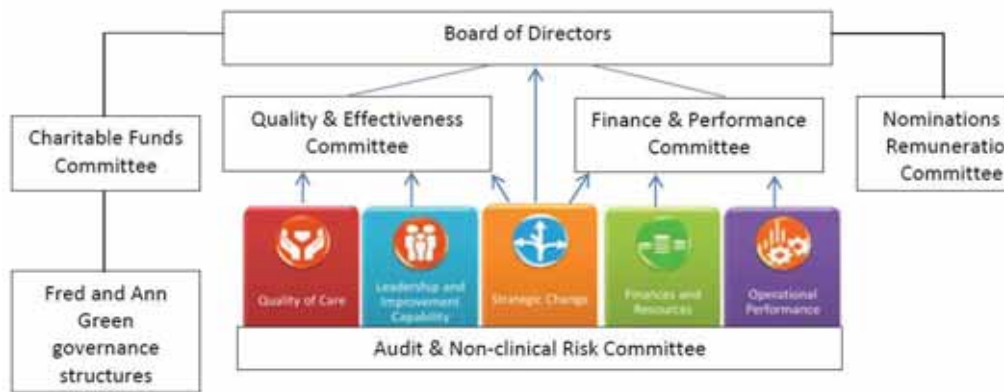 Board of Directors
Charitable Funds
Committee
Quality & Effectiveness
Committee
Finance & Performance
Committee
Nominations
Remuneratio
Committee
Quality of Care
Leadership and
Improvement
Capability
Strategic Change
Finances and
Resources
Operational
Performance
Fred and Ann
Green
governance
structures
Audit & Non-clinical Risk Committee